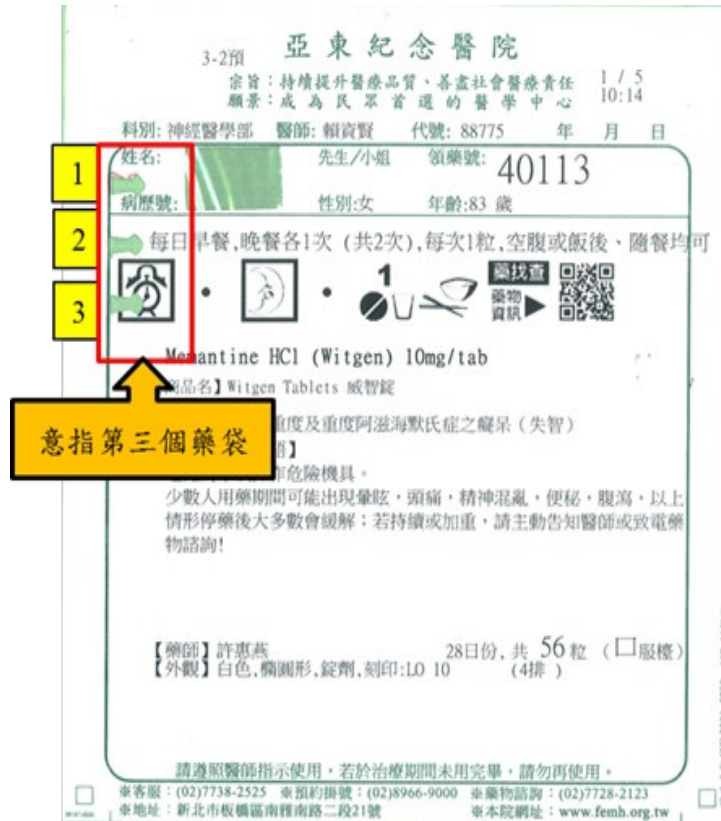 亞東紀念醫院
3-2預
宗旨：持續提升醫療品質、善盡社會醫療責任
願景：成為民眾首選的醫學中心
1 / 5
10:14
科別: 神經醫學部 醫師: 賴資賢 代號: 88775 年 月 日
姓名: 先生/小姐 領藥號: 40113
1
病歷號: 性別:女 年齡:83 歲
2
每日早餐,晚餐各1次 (共2次),每次1粒,空腹或飯後、隨餐均可
3
1
藥找查
藥物
資訊
Memantine HCl (Witgen) 10mg/tab
商品名】Witgen Tablets 威智錠
意指第三個藥袋
重度及重度阿滋海默氏症之癡呆（失智）
】
作危險機具。
少數人用藥期間可能出現暈眩，頭痛，精神混亂，便秘，腹瀉，以上
情形停藥後大多數會緩解；若持續或加重，請主動告知醫師或致電藥
物諮詢!
【藥師】許惠燕 28日份, 共 56 粒 (□服檯)
【外觀】白色,橢圓形,錠劑,刻印:LO 10 (4排 )
請遵照醫師指示使用，若於治療期間未用完畢，請勿再使用。
※客服：(02)7738-2525 ※預約掛號：(02)8966-9000 ※藥物諮詢：(02)7728-2123
※地址：新北市板橋區南雅南路二段21號 ※本院網址：www.femh.org.tw